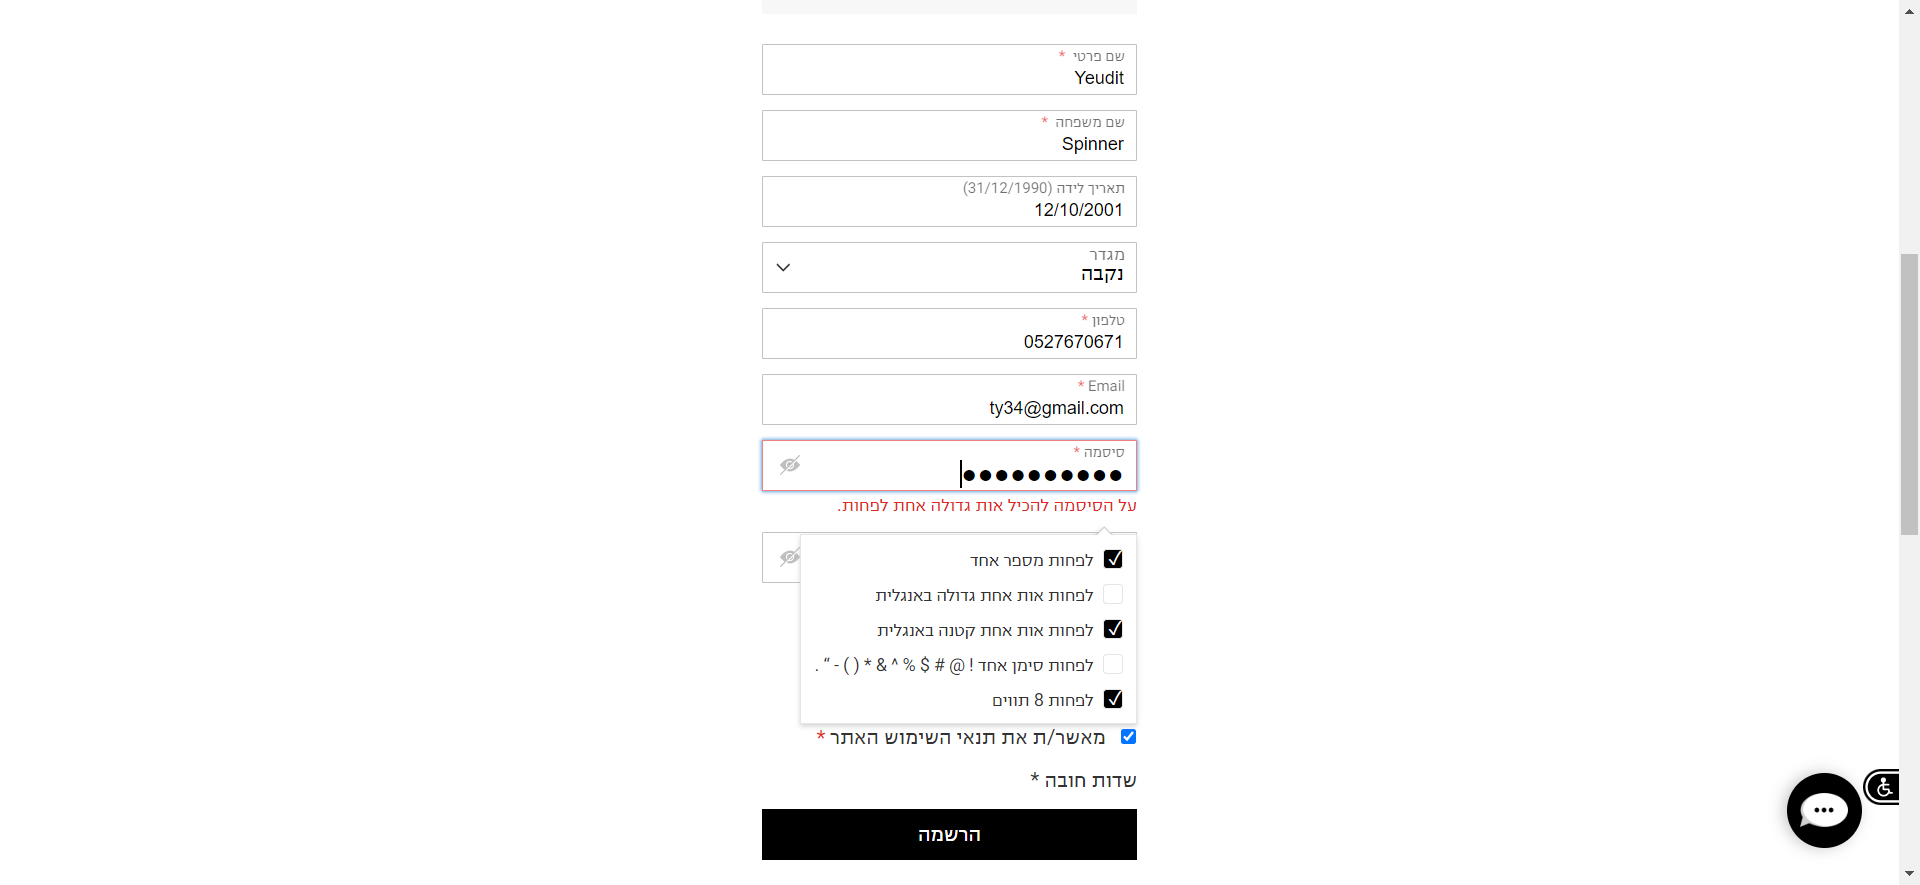 שם פרטי *
Yeudit
שם משפחה *
Spinner
תאריך לידה (31/12/1990)
12/10/2001
מגדר
נקבה
טלפון *
0527670671
Email *
ty34@gmail.com
סיסמה *
על הסיסמה להכיל אות גדולה אחת לפחות.
לפחות מספר אחד
לפחות אות אחת גדולה באנגלית
לפחות אות אחת קטנה באנגלית
לפחות סימן אחד ! @ # $ % ^ & * ( ) - “ .
לפחות 8 תווים
מאשר/ת את תנאי השימוש האתר *
שדות חובה *
הרשמה